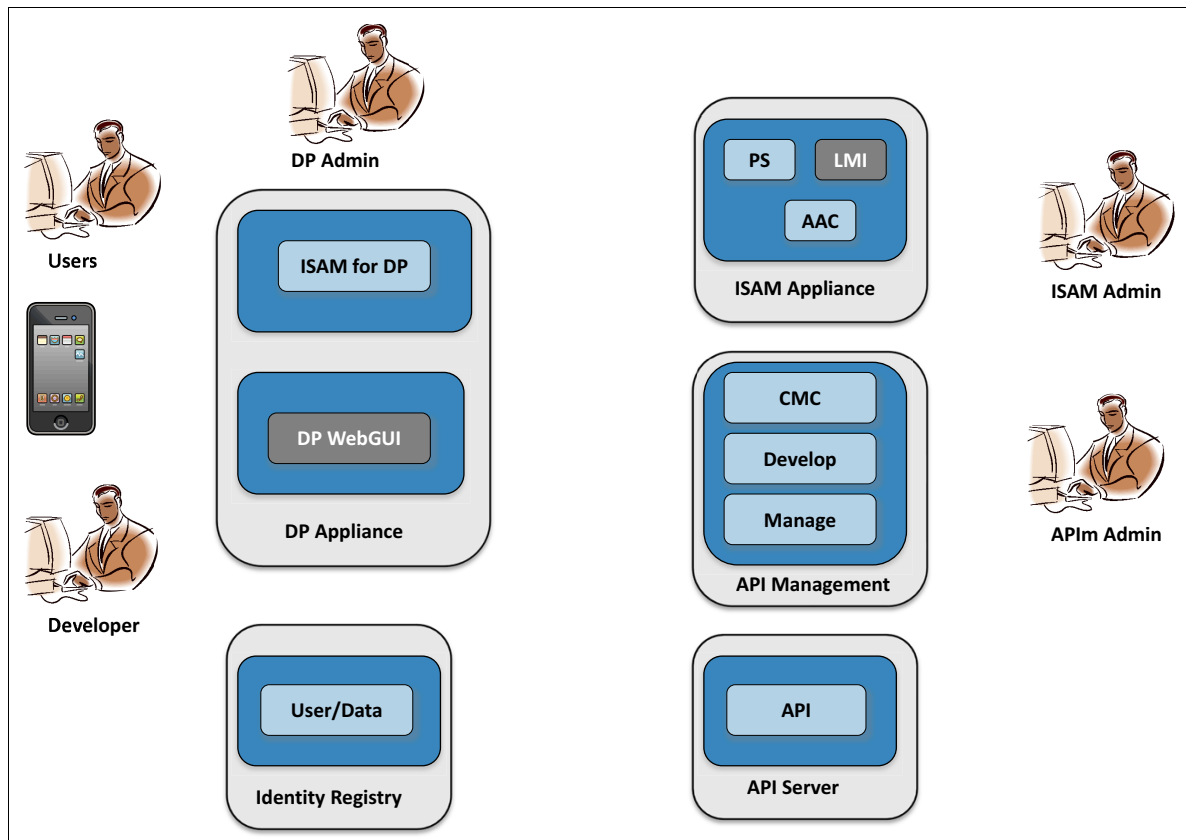 DP Admin
Users
ISAM for DP
DP WebGUI
DP Appliance
Developer
User/Data
Identity Registry
PS
LMI
AAC
ISAM Appliance
ISAM Admin
CMC
Develop
Manage
API Management
APIm Admin
API
API Server